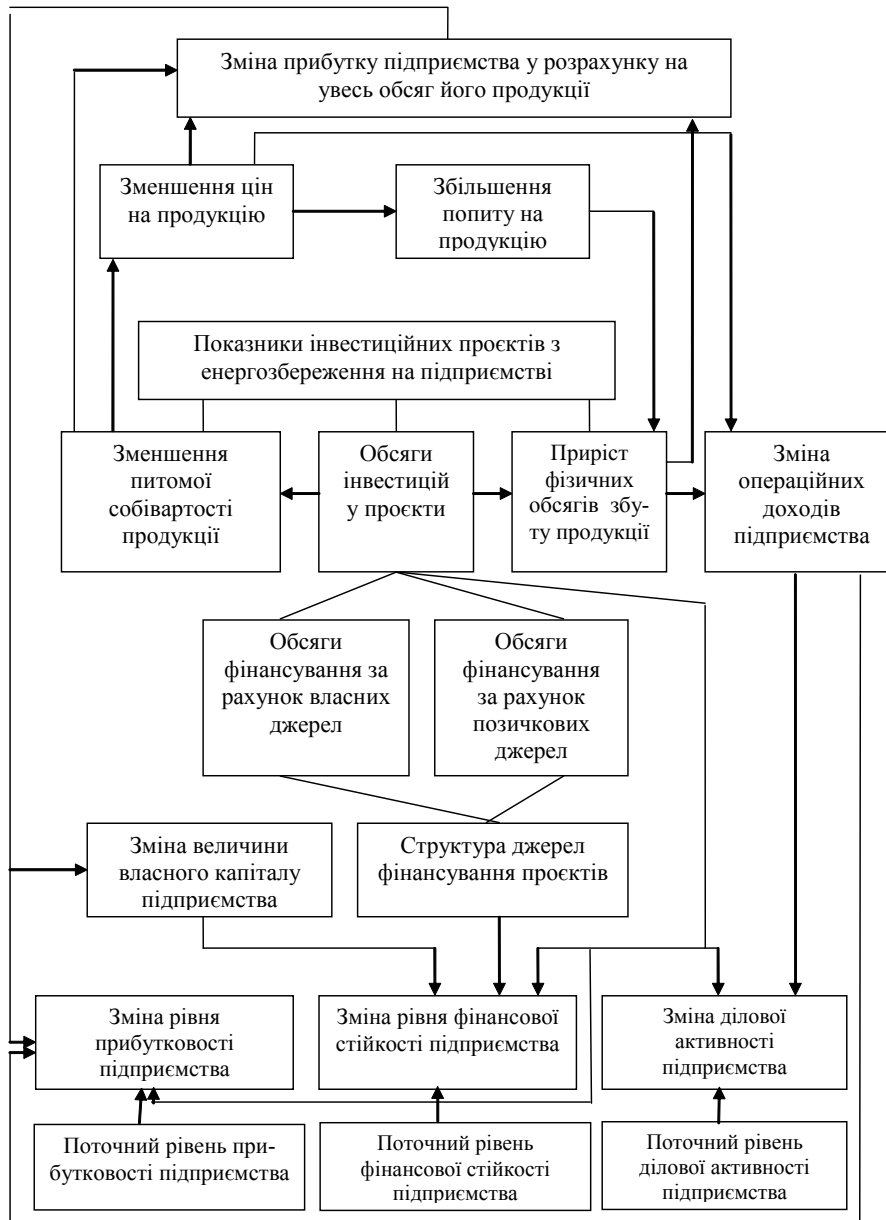 Зміна прибутку підприємства у розрахунку на
увесь обсяг його продукції
Зменшення цін
на продукцію
Збільшення
попиту на
продукцію
Показники інвестиційних проєктів з
енергозбереження на підприємстві
Зменшення
питомої
собівартості
продукції
Обсяги
інвестицій
у проєкти
Приріст
фізичних
обсягів збу-
ту продукції
Зміна
операційних
доходів
підприємства
Обсяги
фінансування за
рахунок власних
джерел
Обсяги
фінансування
за рахунок
позичкових
джерел
Зміна величини
власного капіталу
підприємства
Структура джерел
фінансування проєктів
Зміна рівня
прибутковості
підприємства
Зміна рівня фінансової
стійкості підприємства
Зміна ділової
активності
підприємства
Поточний рівень при-
бутковості підприємства
Поточний рівень
фінансової стійкості
підприємства
Поточний рівень
ділової активності
підприємства